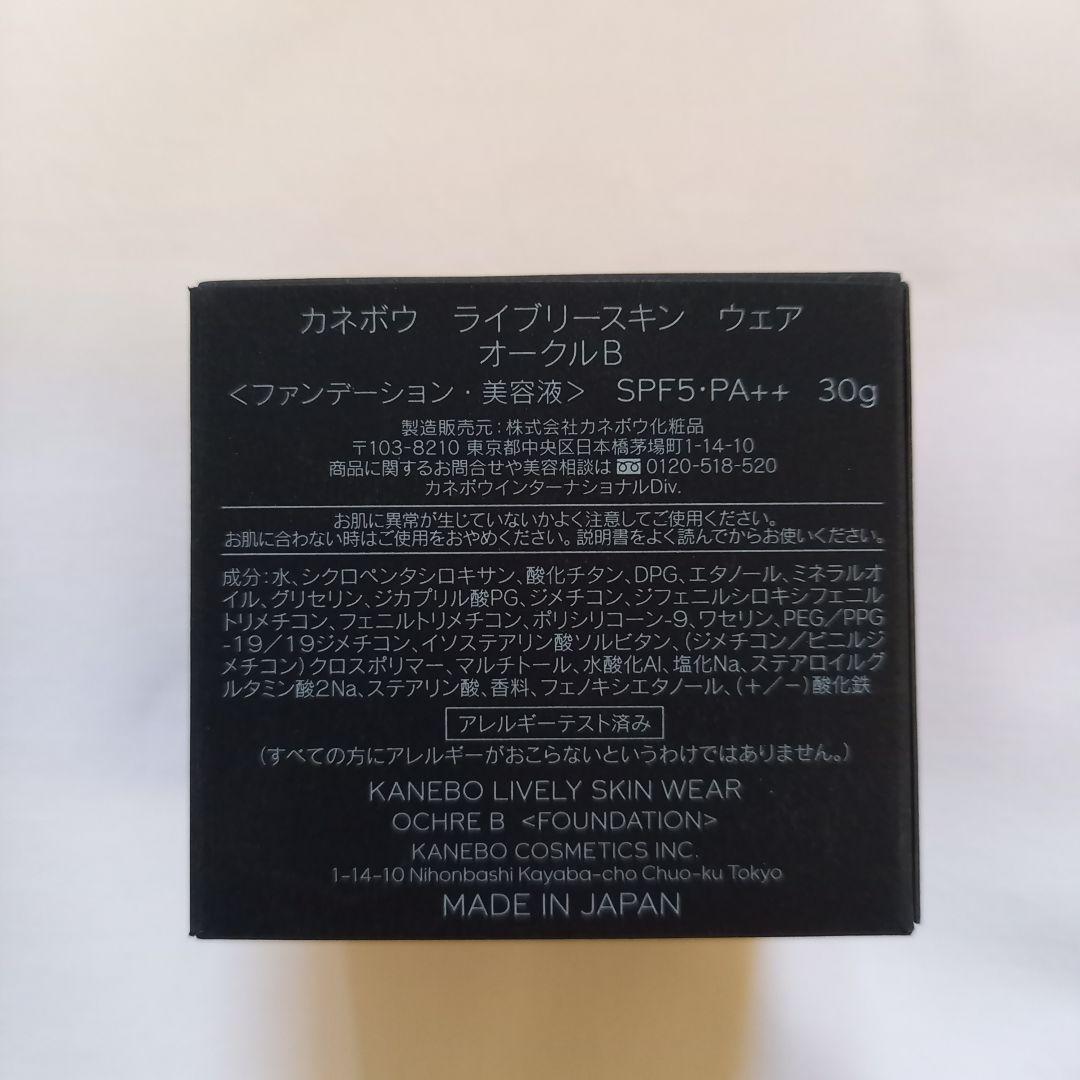 カネボウ ライブリースキン ウェア
オークルB
<ファンデーション・美容液> SPF5・PA++ 30g
製造販売元:株式会社カネボウ化粧品
〒103-8210 東京都中央区日本橋茅場町1-14-10
商品に関するお問合せや美容相談は 0120-518-520
カネボウインターナショナルDiv.
お肌に異常が生じていないかよく注意してご使用ください。
お肌に合わない時はご使用をおやめください。説明書をよく読んでからお使いください。
成分:水、シクロペンタシロキサン、酸化チタン、DPG、エタノール、ミネラルオ
イル、グリセリン、ジカプリル酸PG、ジメチコン、ジフェニルシロキシフェニル
トリメチコン、フェニルトリメチコン、ポリシリコーン-9、ワセリン、PEG/PPG
-19/19ジメチコン、イソステアリン酸ソルビタン、(ジメチコン/ビニルジ
メチコン)クロスポリマー、マルチトール、水酸化Al、塩化Na、ステアロイルグ
ルタミン酸2Na、ステアリン酸、香料、フェノキシエタノール、(+/-)酸化鉄
アレルギーテスト済み
(すべての方にアレルギーがおこらないというわけではありません。)
KANEBO LIVELY SKIN WEAR
OCHRE B <FOUNDATION>
KANEBO COSMETICS INC.
1-14-10 Nihonbashi Kayaba-cho Chuo-ku Tokyo
MADE IN JAPAN